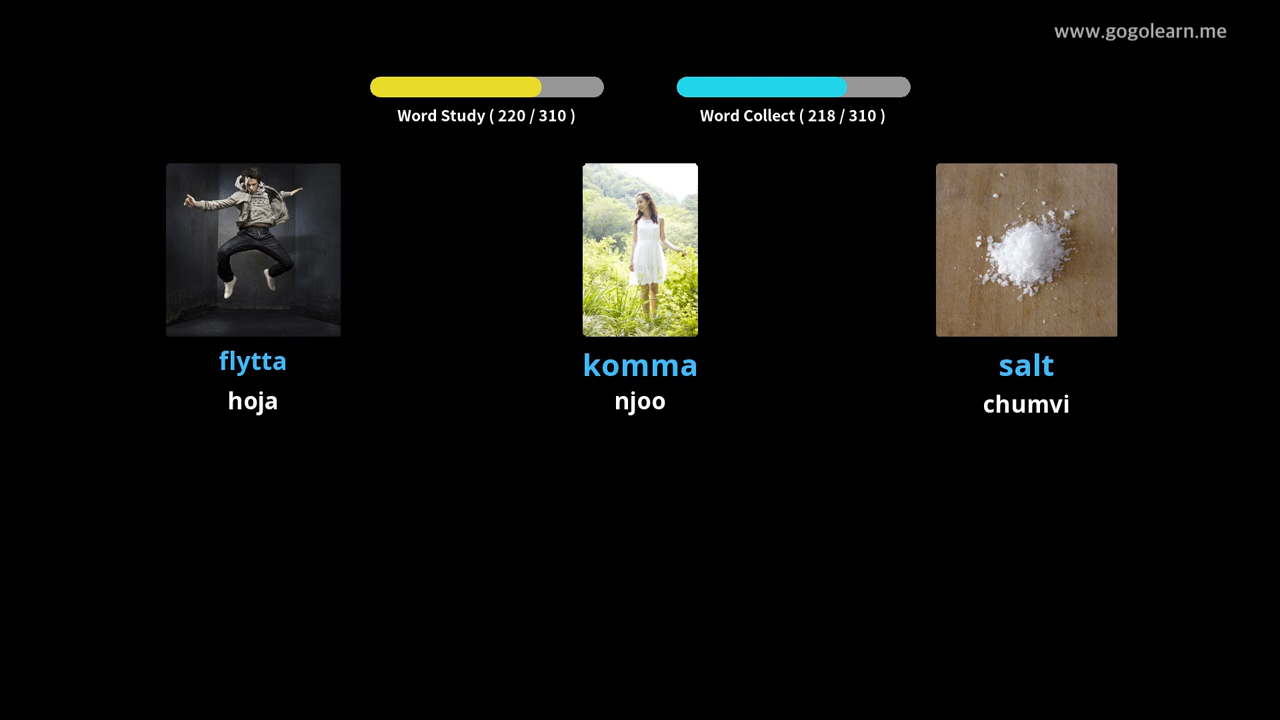 www.gogolearn.me
Word Study ( 220 / 310 )
Word Collect ( 218 / 310 )
flytta
hoja
komma
njoo
salt
chumvi